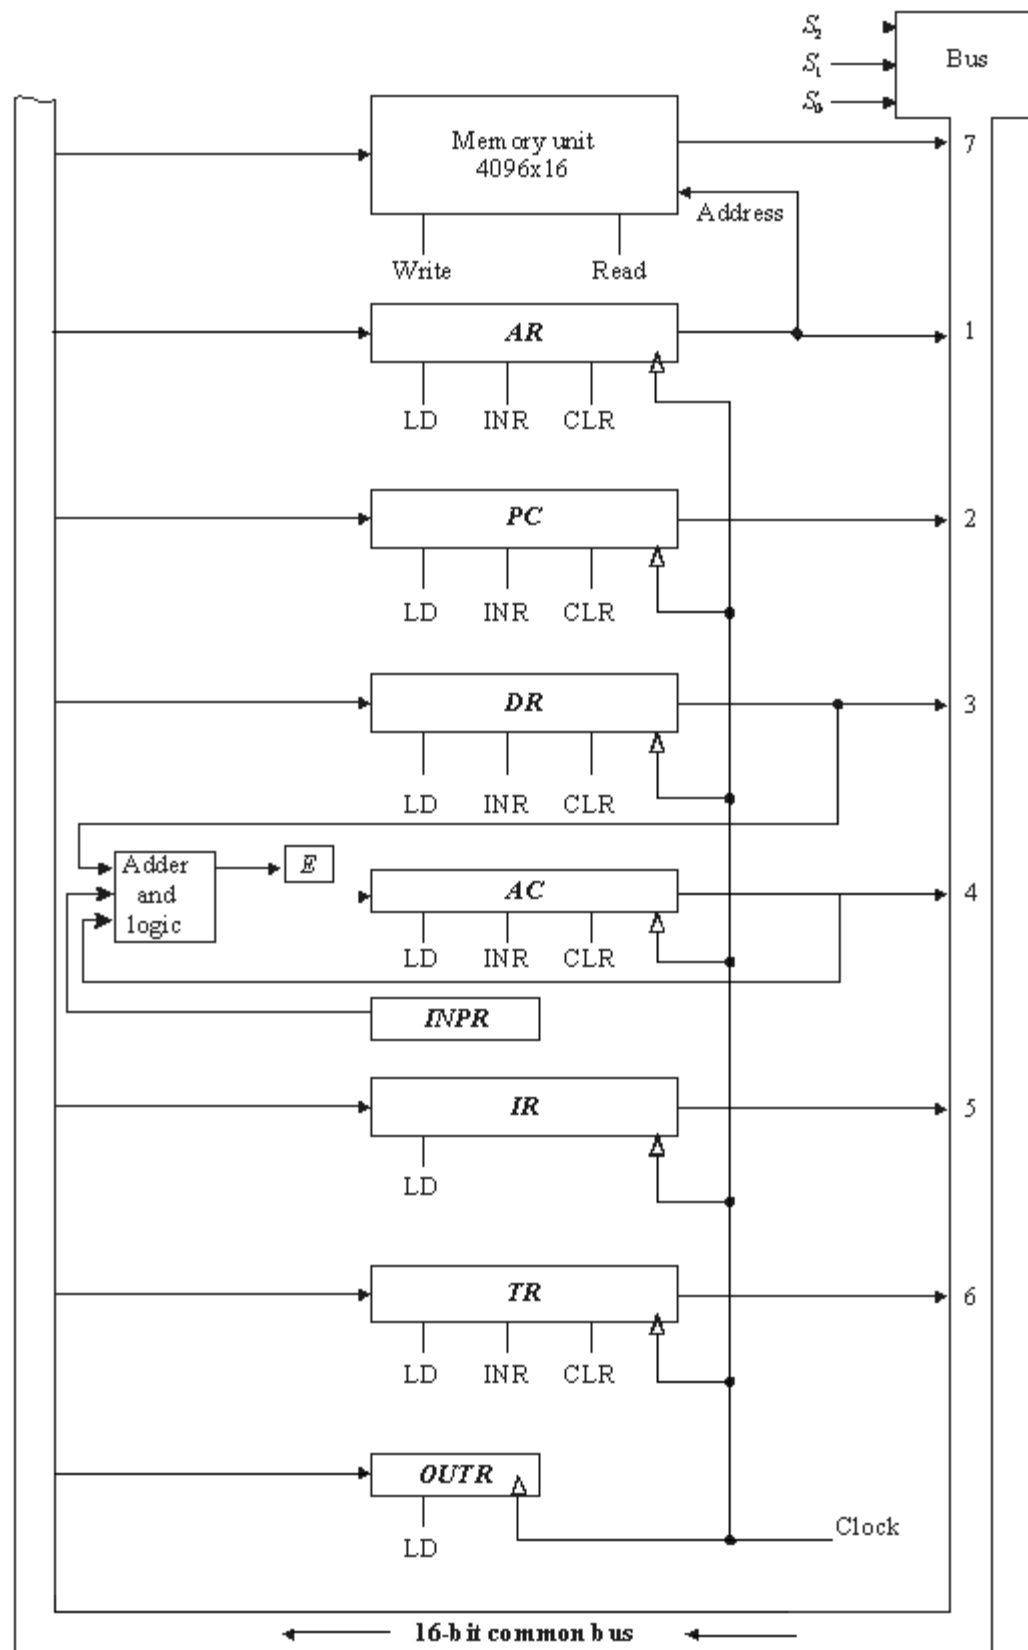 S₂
S₁
S₀
Bus
Memory unit
4096x16
7
Address
Write
Read
AR
1
LD INR CLR
PC
2
LD INR CLR
DR
3
LD INR CLR
Adder
and
logic
E
AC
4
LD INR CLR
INPR
IR
5
LD
TR
6
LD INR CLR
OUTR
LD
Clock
16-bit common bus